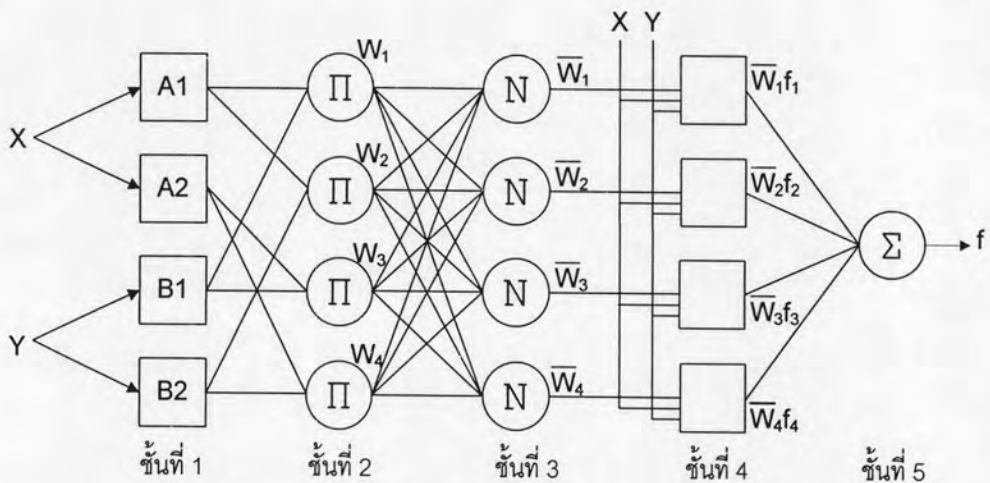 X Y
A1 Π W₁ N W̅₁ W̅₁f₁
X
A2 Π W₂ N W̅₂ W̅₂f₂
Σ f
B1 Π W₃ N W̅₃ W̅₃f₃
Y
B2 Π W₄ N W̅₄ W̅₄f₄
ชั้นที่ 1 ชั้นที่ 2 ชั้นที่ 3 ชั้นที่ 4 ชั้นที่ 5